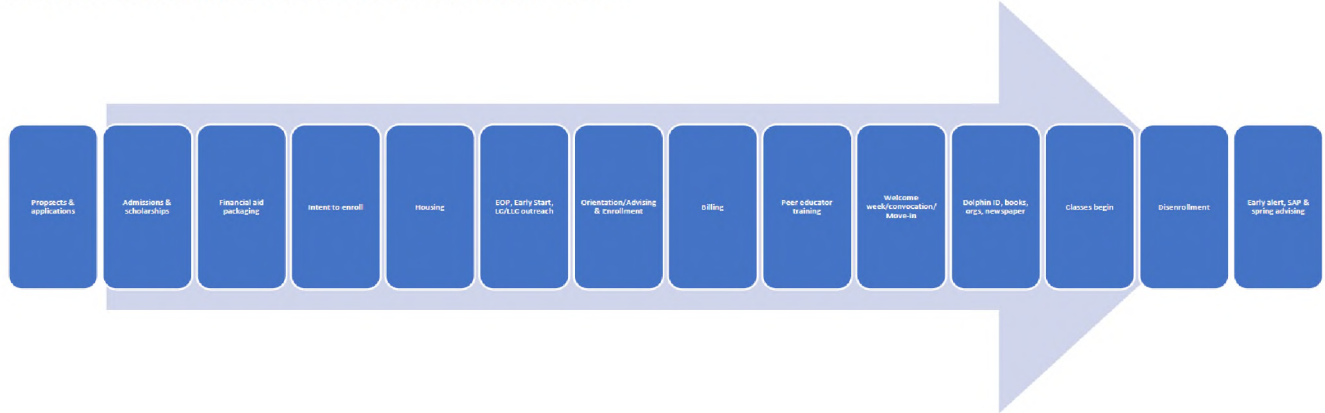 Propsects &
applications
Admissions &
scholarships
Financial aid
packaging
Intent to enroll
Housing
EOP, Early Start,
LC/LLC outreach
Orientation/Advising
& Enrollment
Billing
Peer educator
training
Welcome
week/convocation/
Move-in
Dolphin ID, books,
orgs, newspaper
Classes begin
Disenrollment
Early alert, SAP &
spring advising